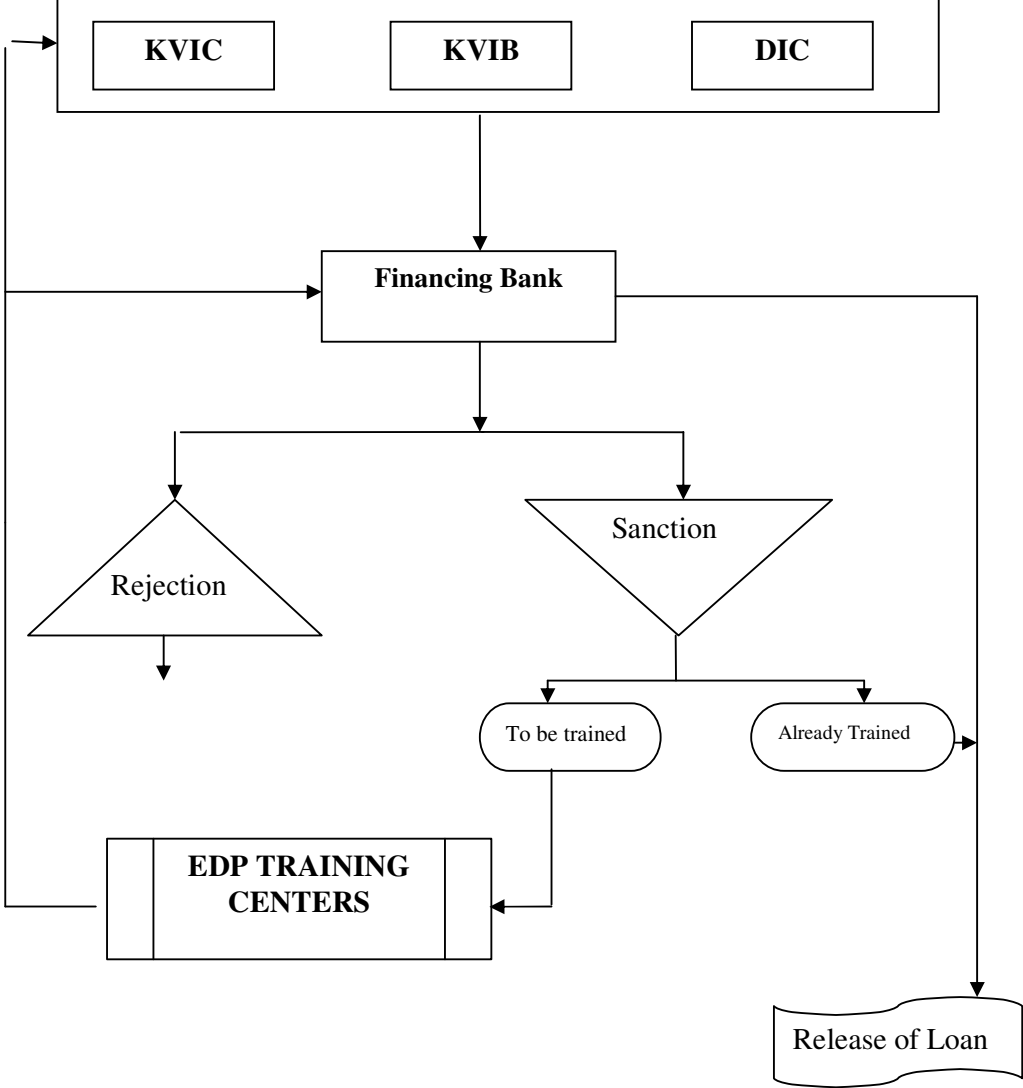 KVIC
KVIB
DIC
Financing Bank
Sanction
Rejection
To be trained
Already Trained
EDP TRAINING
CENTERS
Release of Loan